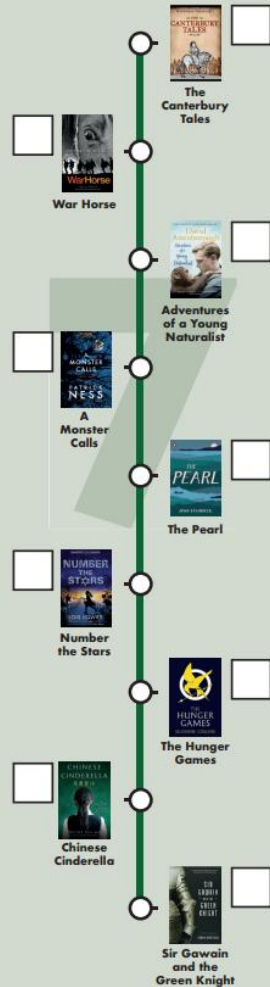 THE
CANTERBURY
TALES
The
Canterbury
Tales
WarHorse
War Horse
David
Attenborough
Adventures
of a Young
Naturalist
Adventures
of a Young
Naturalist
7
A
MONSTER
CALLS
PATRICK
NESS
A
Monster
Calls
THE
PEARL
JOHN STEINBECK
The Pearl
NUMBER
THE
STARS
LOIS LOWRY
Number
the Stars
THE
HUNGER
GAMES
SUZANNE COLLINS
The Hunger
Games
CHINESE
CINDERELLA
Chinese
Cinderella
SIR
GAWAIN
AND THE
GREEN
KNIGHT
Sir Gawain
and the
Green Knight